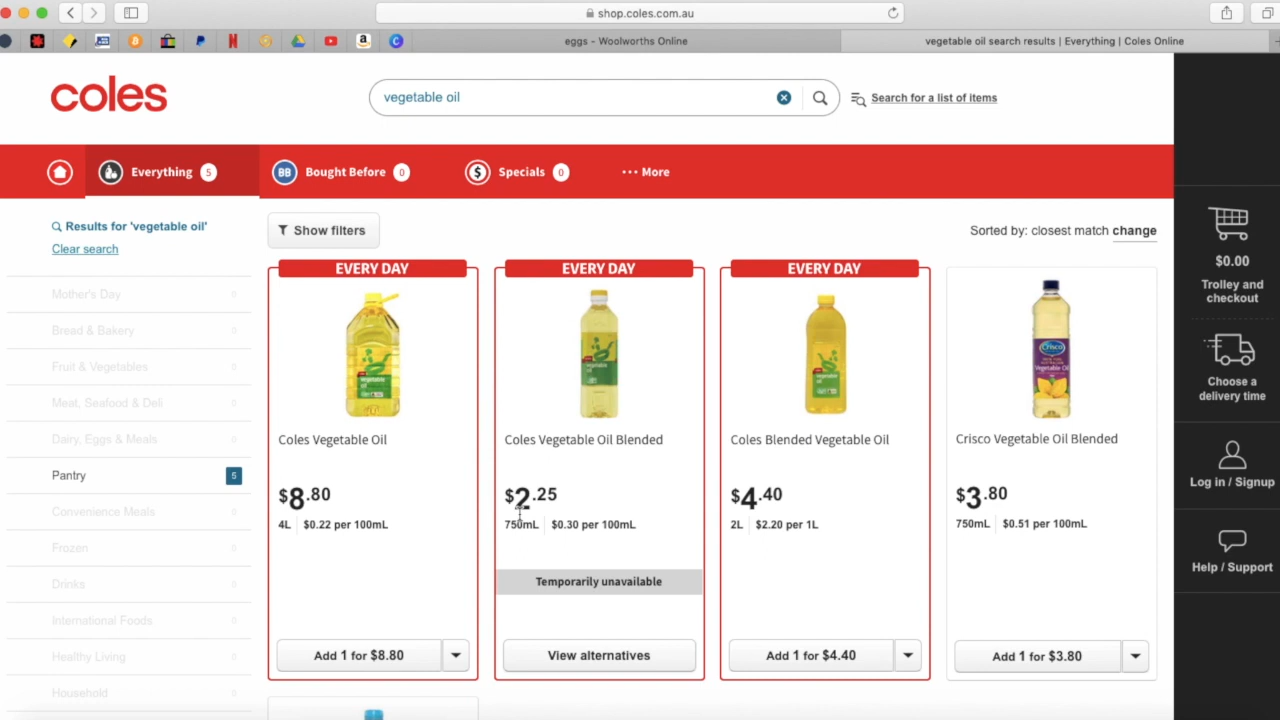 shop.coles.com.au
eggs - Woolworths Online
vegetable oil search results | Everything | Coles Online
coles
vegetable oil
Search for a list of items
Everything 5
BB Bought Before 0
$ Specials 0
··· More
Results for 'vegetable oil'
Clear search
Show filters
Sorted by: closest match change
Mother's Day 0
Bread & Bakery 0
Fruit & Vegetables 0
Meat, Seafood & Deli 0
Dairy, Eggs & Meals 0
Pantry 5
Convenience Meals 0
Frozen 0
Drinks 0
International Foods 0
Healthy Living 0
Household 0
EVERY DAY
Coles Vegetable Oil
$8.80
4L $0.22 per 100mL
Add 1 for $8.80
EVERY DAY
Coles Vegetable Oil Blended
$2.25
750mL $0.30 per 100mL
Temporarily unavailable
View alternatives
EVERY DAY
Coles Blended Vegetable Oil
$4.40
2L $2.20 per 1L
Add 1 for $4.40
Crisco
Vegetable Oil
Crisco Vegetable Oil Blended
$3.80
750mL $0.51 per 100mL
Add 1 for $3.80
$0.00
Trolley and
checkout
Choose a
delivery time
Log in / Signup
Help / Support